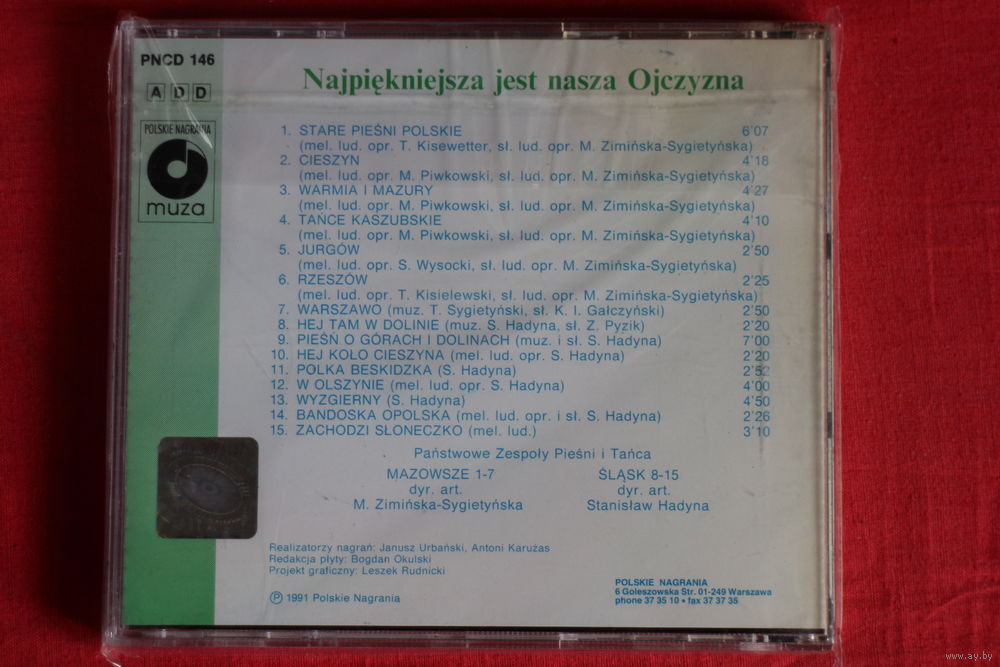 PNCD 146
A D D
POLSKIE NAGRANIA
muza
Najpiękniejsza jest nasza Ojczyzna
1. STARE PIEŚNI POLSKIE 6'07
(mel. lud. opr. T. Kisewetter, sł. lud. opr. M. Zimińska-Sygietyńska)
2. CIESZYN 4'18
(mel. lud. opr. M. Piwkowski, sł. lud. opr. M. Zimińska-Sygietyńska)
3. WARMIA I MAZURY 4'27
(mel. lud. opr. M. Piwkowski, sł. lud. opr. M. Zimińska-Sygietyńska)
4. TAŃCE KASZUBSKIE 4'10
(mel. lud. opr. M. Piwkowski, sł. lud. opr. M. Zimińska-Sygietyńska)
5. JURGÓW 2'50
(mel. lud. opr. S. Wysocki, sł. lud. opr. M. Zimińska-Sygietyńska)
6. RZESZÓW 2'25
(mel. lud. opr. T. Kisielewski, sł. lud. opr. M. Zimińska-Sygietyńska)
7. WARSZAWO (muz. T. Sygietyński, sł. K. I. Gałczyński) 2'50
8. HEJ TAM W DOLINIE (muz. S. Hadyna, sł. Z. Pyzik) 2'20
9. PIEŚŃ O GÓRACH I DOLINACH (muz. i sł. S. Hadyna) 7'00
10. HEJ KOŁO CIESZYNA (mel. lud. opr. S. Hadyna) 2'20
11. POLKA BESKIDZKA (S. Hadyna) 2'52
12. W OLSZYNIE (mel. lud. opr. S. Hadyna) 4'00
13. WYZGIERNY (S. Hadyna) 4'50
14. BANDOSKA OPOLSKA (mel. lud. opr. i sł. S. Hadyna) 2'26
15. ZACHODZI SŁONECZKO (mel. lud.) 3'10
Państwowe Zespoły Pieśni i Tańca
MAZOWSZE 1-7 ŚLĄSK 8-15
dyr. art. dyr. art.
M. Zimińska-Sygietyńska Stanisław Hadyna
Realizatorzy nagrań: Janusz Urbański, Antoni Karużas
Redakcja płyty: Bogdan Okulski
Projekt graficzny: Leszek Rudnicki
Ⓟ 1991 Polskie Nagrania
POLSKIE NAGRANIA
6 Goleszowska Str. 01-249 Warszawa
phone 37 35 10 • fax 37 37 35
www.ay.by